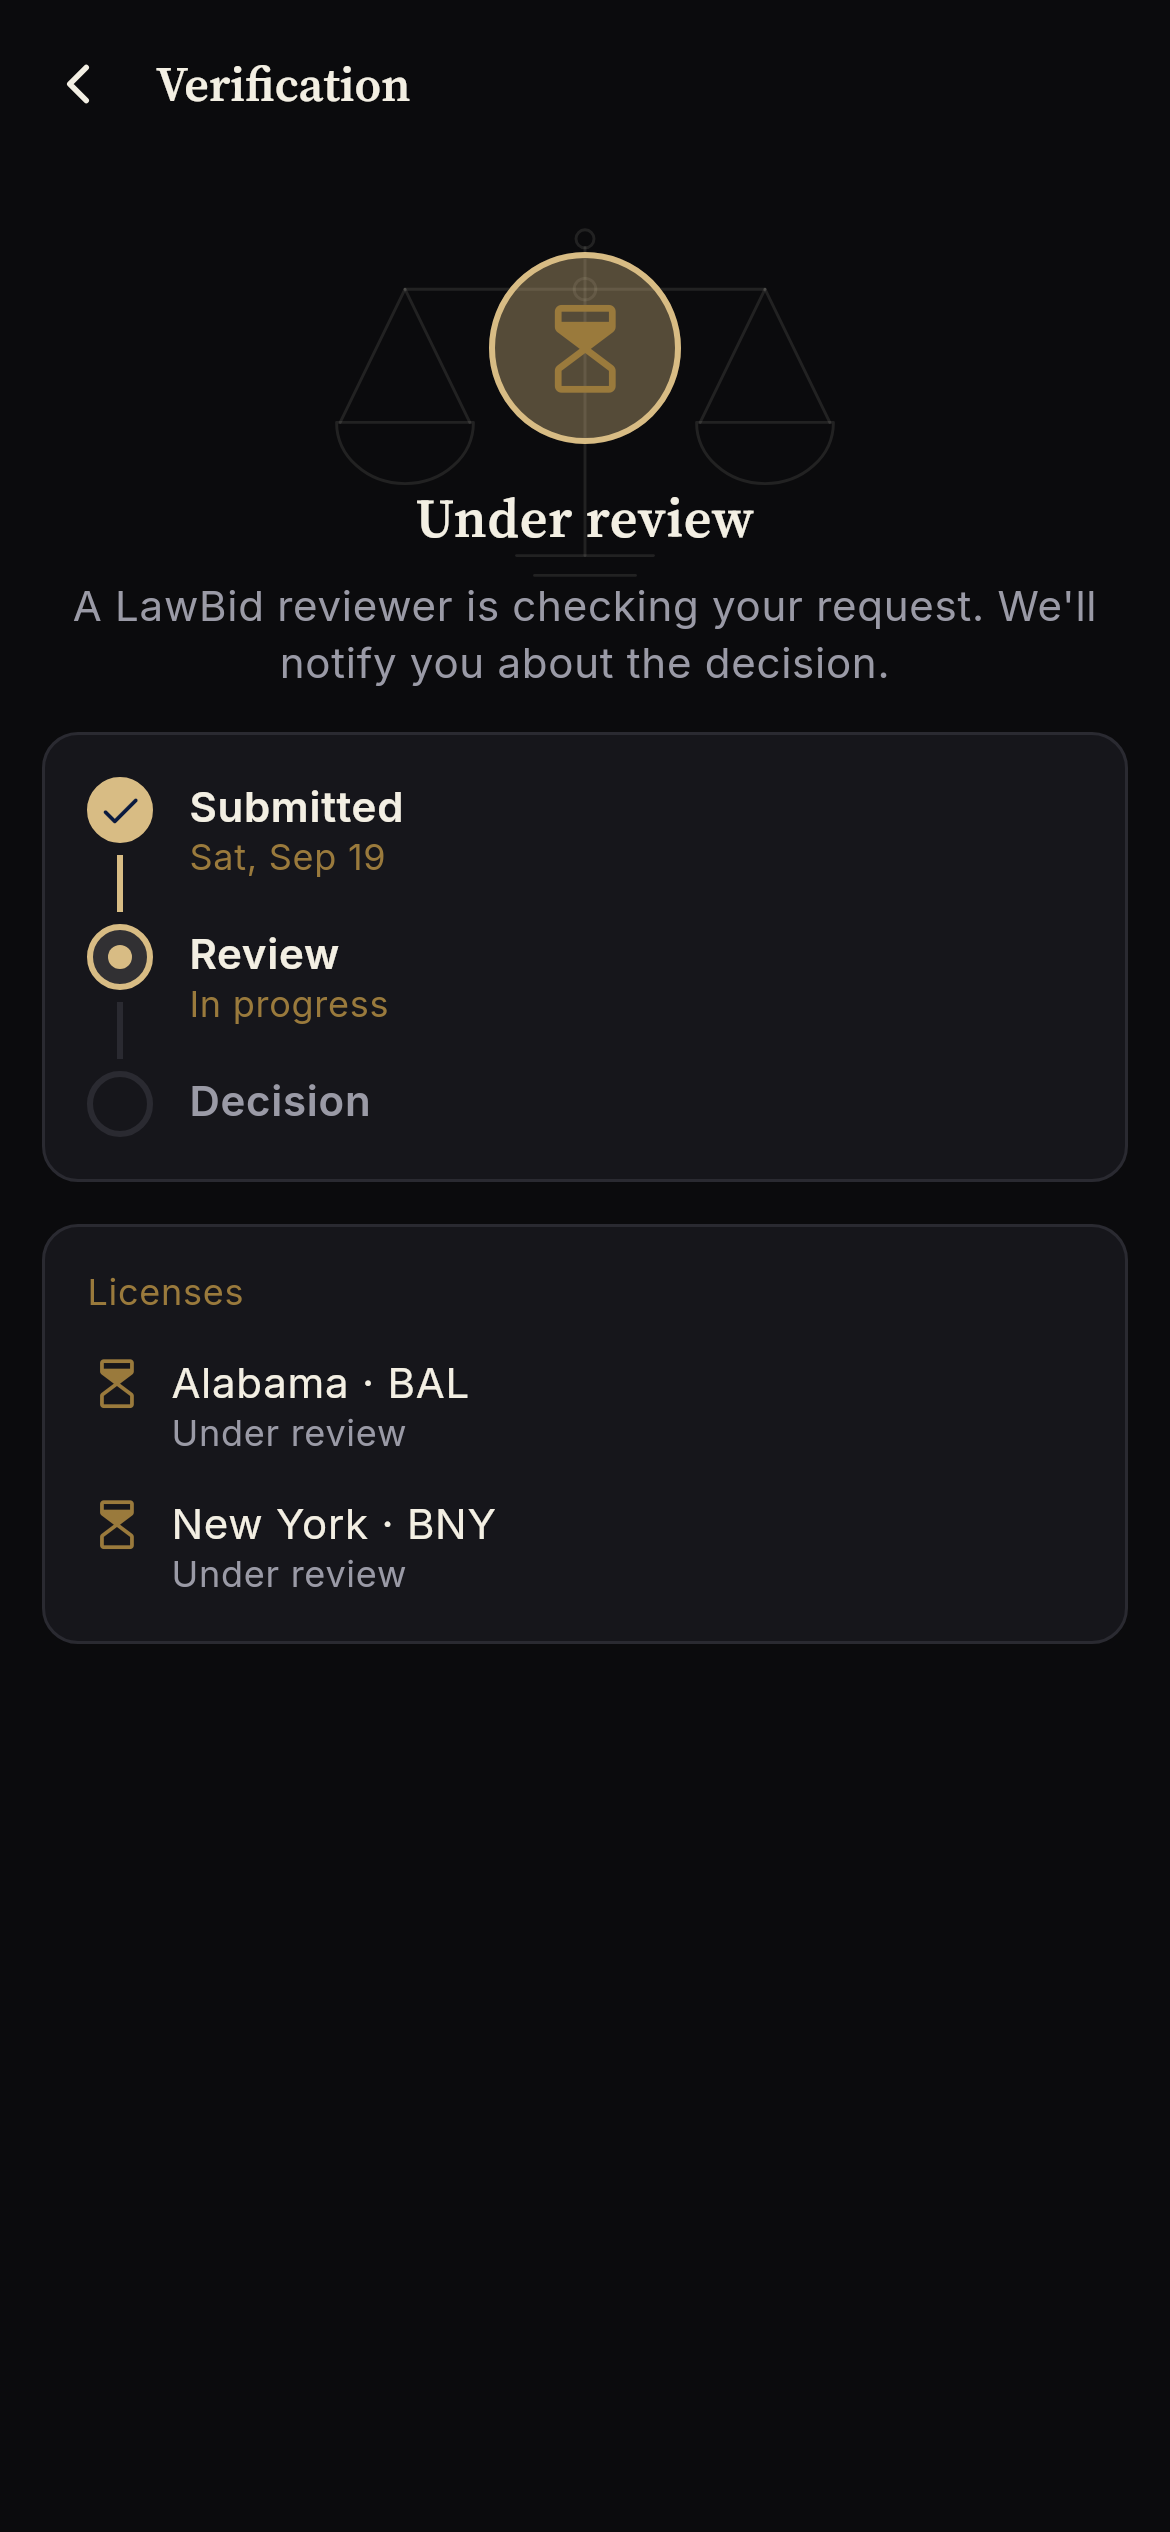 Verification
Under review
A LawBid reviewer is checking your request. We'll
notify you about the decision.
Submitted
Sat, Sep 19
Review
In progress
Decision
Licenses
Alabama · BAL
Under review
New York · BNY
Under review